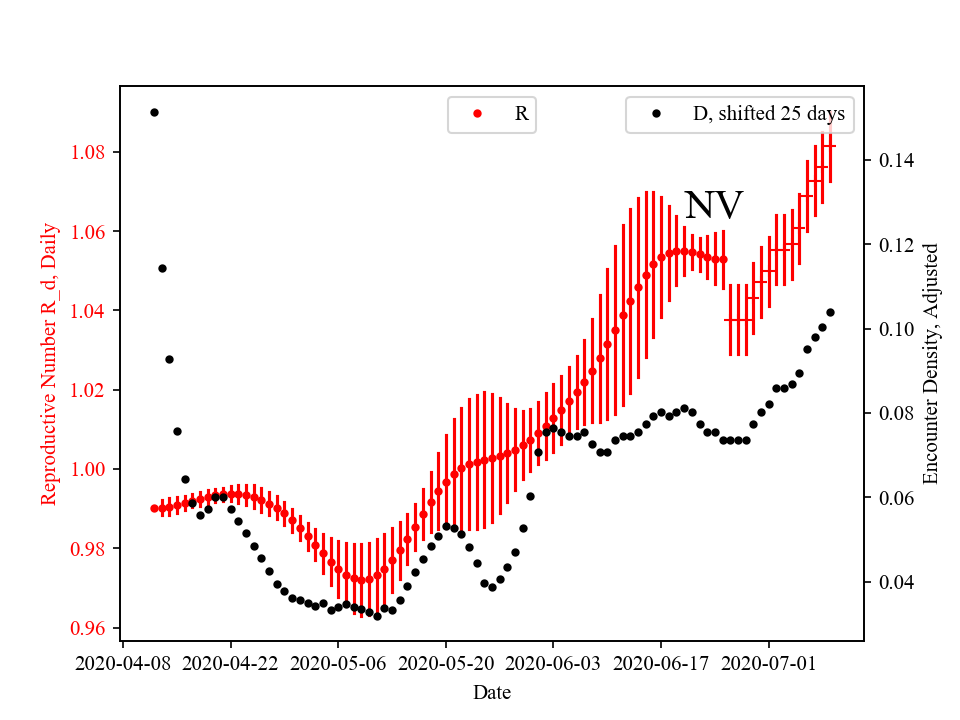 R
D, shifted 25 days
NV
Reproductive Number R_d, Daily
1.08
1.06
1.04
1.02
1.00
0.98
0.96
0.14
0.12
0.10
0.08
0.06
0.04
Encounter Density, Adjusted
2020-04-08 2020-04-22 2020-05-06 2020-05-20 2020-06-03 2020-06-17 2020-07-01
Date